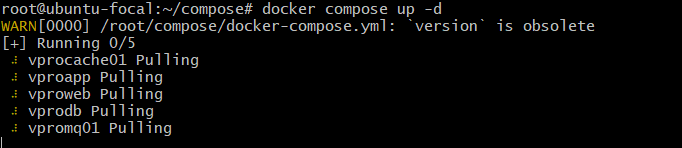 root@ubuntu-focal:~/compose# docker compose up -d
WARN[0000] /root/compose/docker-compose.yml: `version` is obsolete
[+] Running 0/5
⠼ vprocache01 Pulling
⠼ vproapp Pulling
⠼ vproweb Pulling
⠼ vprodb Pulling
⠼ vpromq01 Pulling